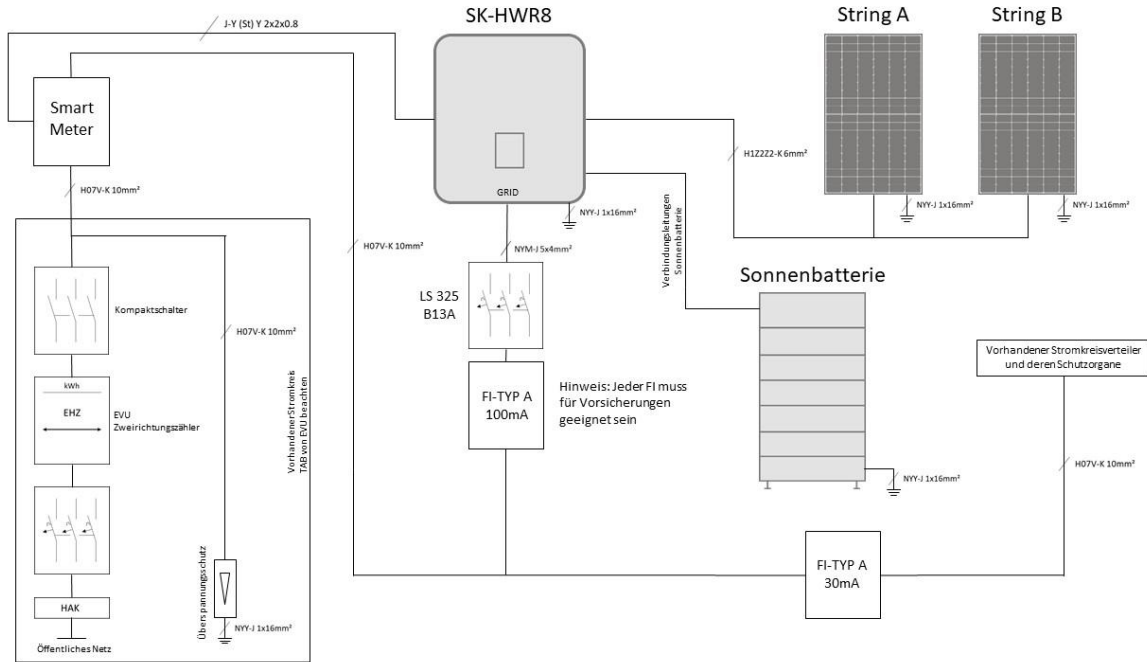 SK-HWR8
String A
String B
J-Y (St) Y 2x2x0.8
Smart
Meter
H07V-K 10mm²
GRID
NYY-J 1x16mm²
H1Z2Z2-K 6mm²
NYY-J 1x16mm²
NYY-J 1x16mm²
H07V-K 10mm²
NYM-J 5x4mm²
Verbindungsleitungen
Sonnenbatterie
Sonnenbatterie
LS 325
B13A
Kompaktschalter
H07V-K 10mm²
Vorhandener Stromkreisverteiler
und deren Schutzorgane
FI-TYP A
100mA
Hinweis: Jeder FI muss
für Vorsicherungen
geeignet sein
kWh
EHZ
EVU
Zweirichtungszähler
Vorhandener Stromkreis
TAB von EVU beachten
H07V-K 10mm²
NYY-J 1x16mm²
FI-TYP A
30mA
Überspannungsschutz
HAK
NYY-J 1x16mm²
Öffentliches Netz